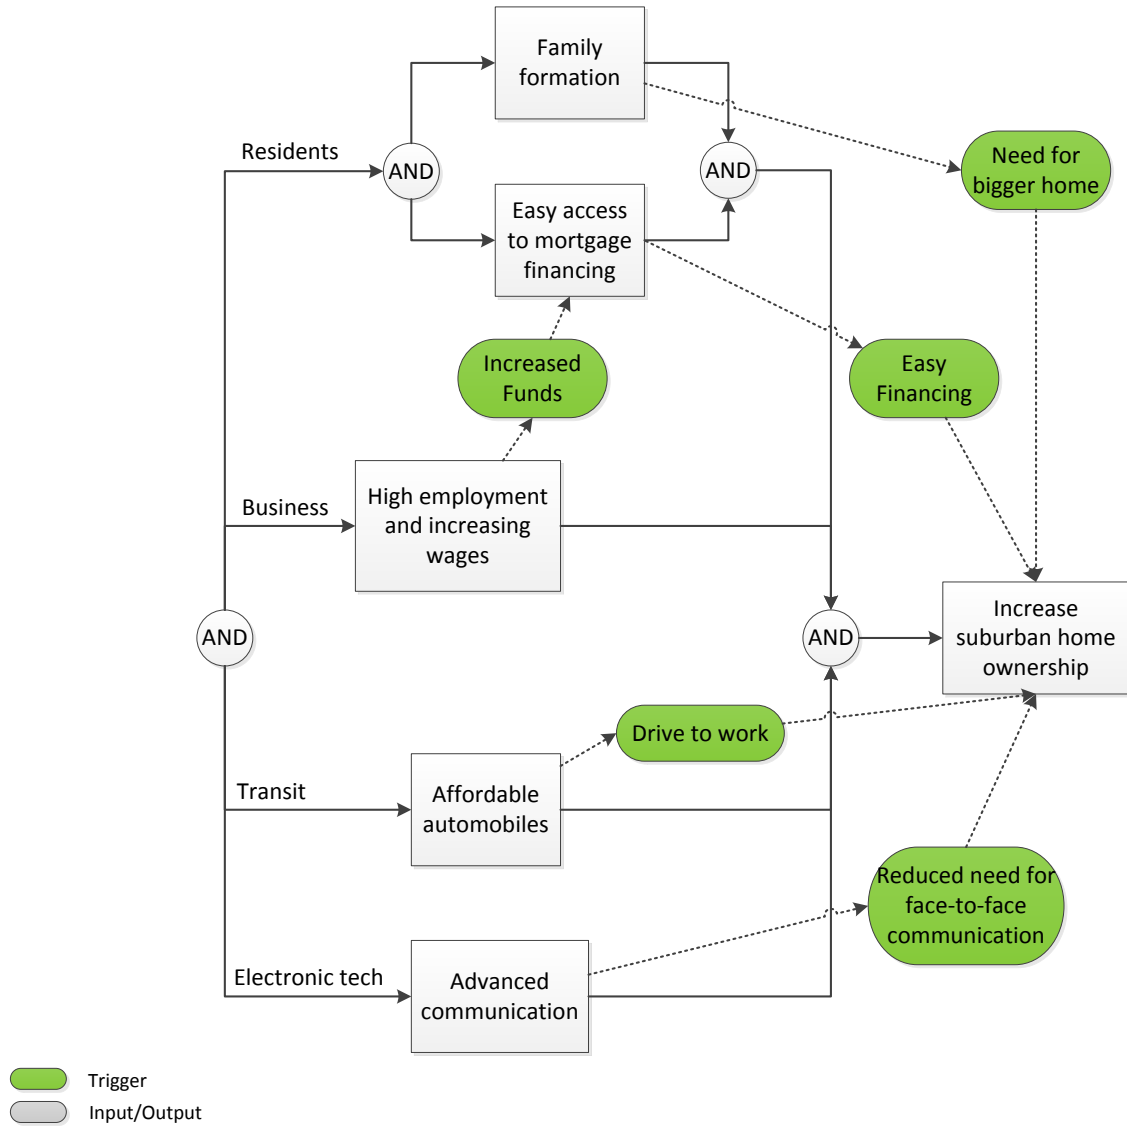 Family
formation
Residents
AND
AND
Need for
bigger home
Easy access
to mortgage
financing
Increased
Funds
Easy
Financing
Business
High employment
and increasing
wages
AND
AND
Increase
suburban home
ownership
Drive to work
Transit
Affordable
automobiles
Reduced need for
face-to-face
communication
Electronic tech
Advanced
communication
Trigger
Input/Output